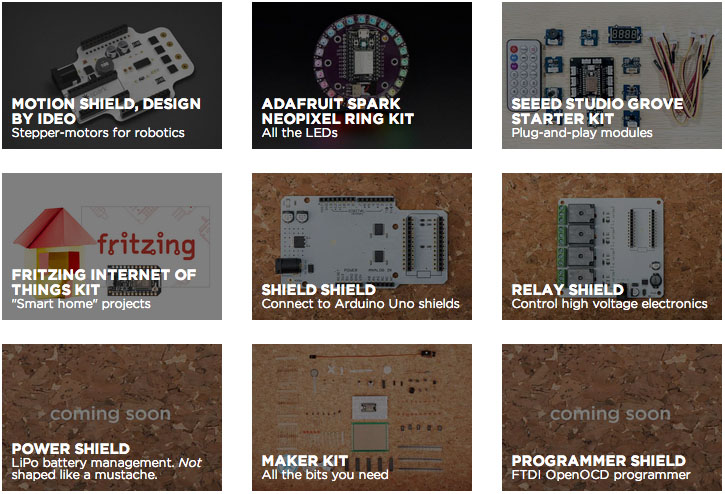 MOTION SHIELD, DESIGN
BY IDEO
Stepper-motors for robotics
ADAFRUIT SPARK
NEOPIXEL RING KIT
All the LEDs
SEEED STUDIO GROVE
STARTER KIT
Plug-and-play modules
fritzing
FRITZING INTERNET OF
THINGS KIT
"Smart home" projects
SHIELD SHIELD
Connect to Arduino Uno shields
RELAY SHIELD
Control high voltage electronics
coming soon
POWER SHIELD
LiPo battery management. Not
shaped like a mustache.
MAKER KIT
All the bits you need
coming soon
PROGRAMMER SHIELD
FTDI OpenOCD programmer